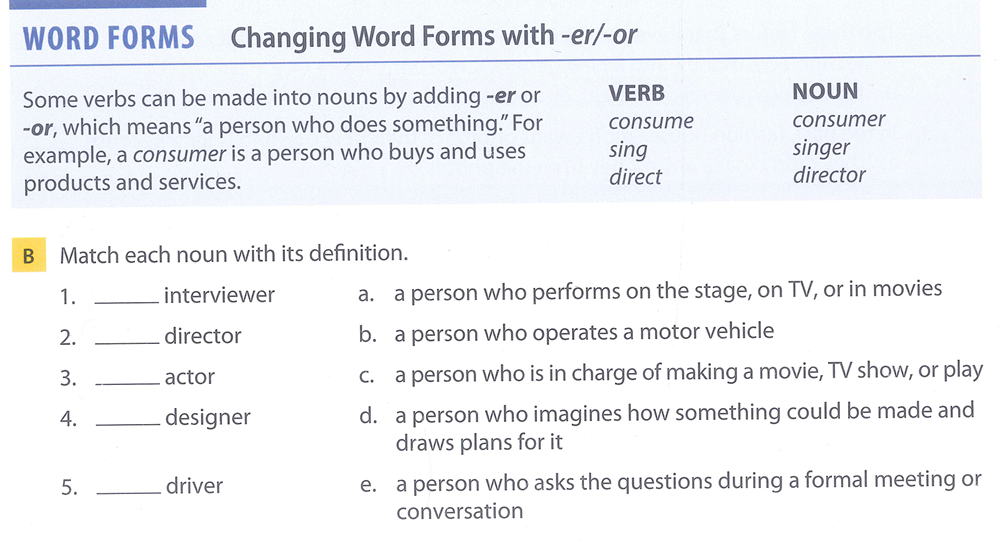 WORD FORMS Changing Word Forms with -er/-or
Some verbs can be made into nouns by adding -er or
-or, which means "a person who does something." For
example, a consumer is a person who buys and uses
products and services.
VERB NOUN
consume consumer
sing singer
direct director
B Match each noun with its definition.
1. ______ interviewer
2. ______ director
3. ______ actor
4. ______ designer
5. ______ driver
a. a person who performs on the stage, on TV, or in movies
b. a person who operates a motor vehicle
c. a person who is in charge of making a movie, TV show, or play
d. a person who imagines how something could be made and
draws plans for it
e. a person who asks the questions during a formal meeting or
conversation